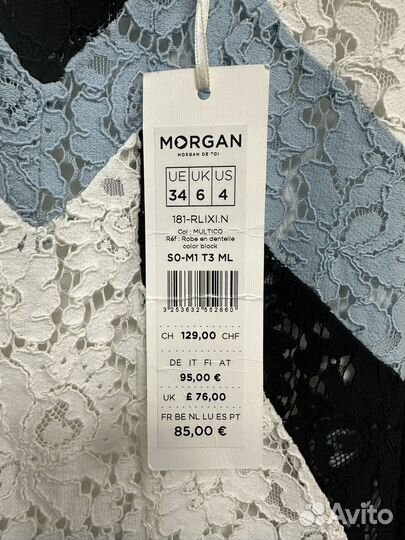 MORGAN
MORGAN DE TOI
UE UK US
34 6 4
181-RLIXI.N
Col : MULTICO
Réf : Robe en dentelle
color block
S0-M1 T3 ML
3 253632 552660
CH 129,00 CHF
DE IT FI AT
95,00 €
UK £ 76,00
FR BE NL LU ES PT
85,00 €
Avito